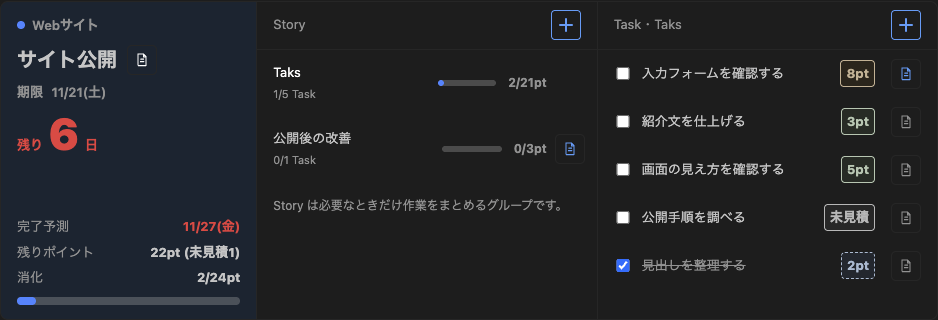 Webサイト
サイト公開
期限 11/21(土)
残り 6 日
完了予測 11/27(金)
残りポイント 22pt (未見積1)
消化 2/24pt
Story
Taks 2/21pt
1/5 Task
公開後の改善 0/3pt
0/1 Task
Story は必要なときだけ作業をまとめるグループです。
Task・Taks
入力フォームを確認する 8pt
紹介文を仕上げる 3pt
画面の見え方を確認する 5pt
公開手順を調べる 未見積
見出しを整理する 2pt